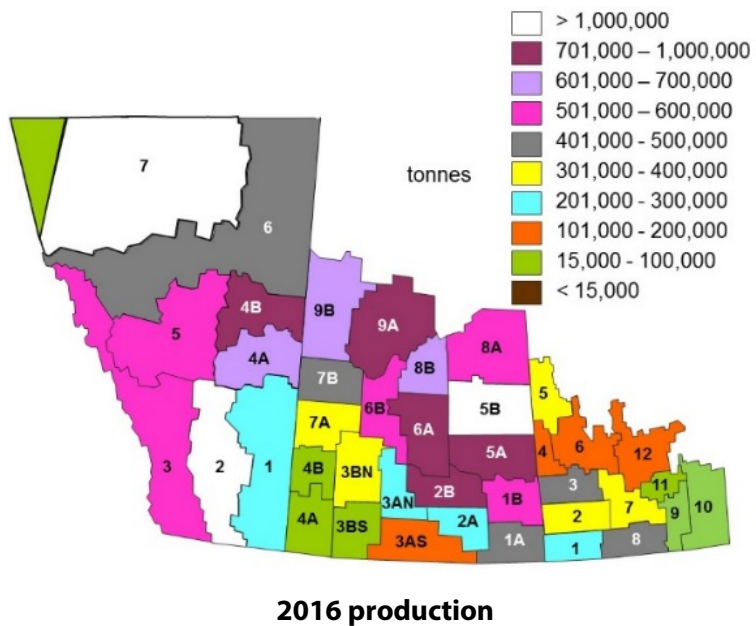 > 1,000,000
701,000 – 1,000,000
601,000 – 700,000
501,000 – 600,000
401,000 - 500,000
301,000 - 400,000
201,000 - 300,000
101,000 - 200,000
15,000 - 100,000
< 15,000
tonnes
7
6
5
4B
4A
3
2
1
9B
9A
8B
8A
7B
6B
6A
5B
5A
7A
4B
3BN
4A
3BS
3AN
3AS
2B
2A
1B
1A
5
4
6
12
3
11
2
7
9
10
1
8
2016 production